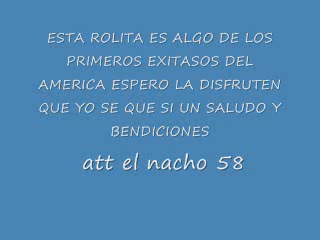 ESTA ROLITA ES ALGO DE LOS
PRIMEROS EXITASOS DEL
AMERICA ESPERO LA DISFRUTEN
QUE YO SE QUE SI UN SALUDO Y
BENDICIONES
att el nacho 58